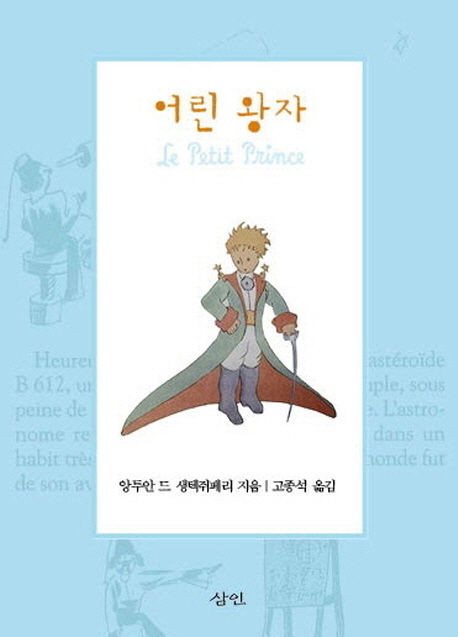 어린 왕자
Le Petit Prince
Heureu
astéroïde
B 612, u
uple, sous
peine de
e. L'astro-
nome re
dans un
habit très
monde fut
de son av
앙투안 드 생텍쥐페리 지음 | 고종석 옮김
삼인